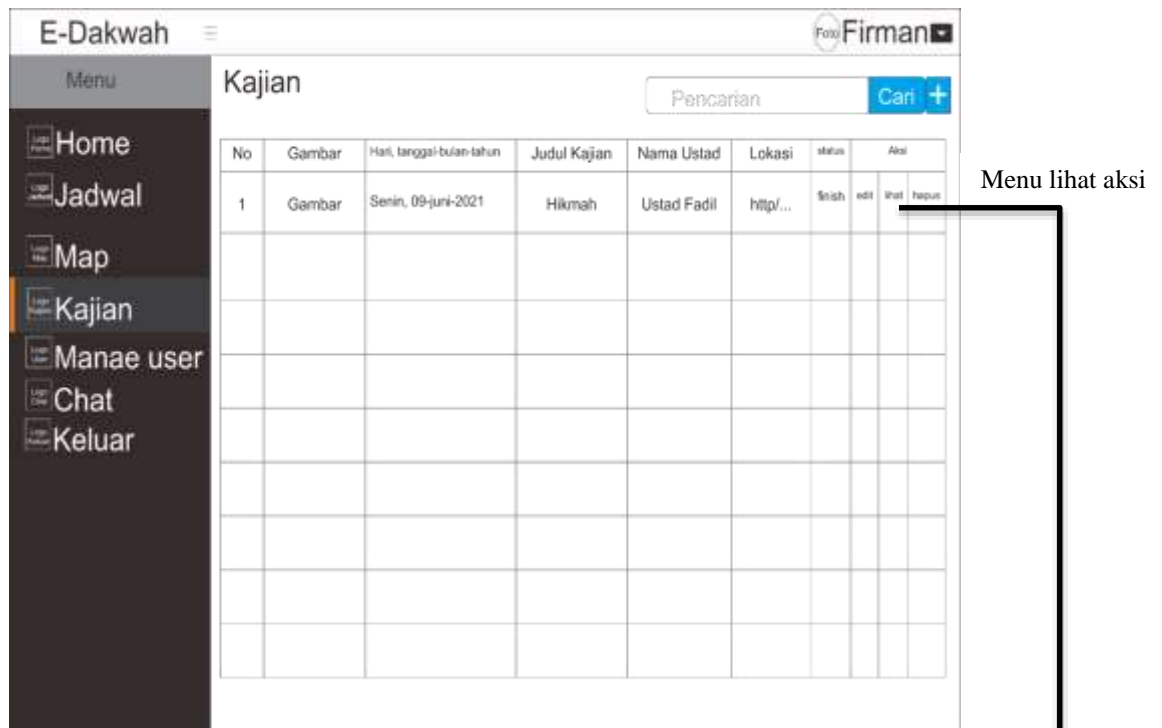 E-Dakwah
Foto Firman
Menu
Home
Jadwal
Map
Kajian
Manae user
Chat
Keluar
Kajian
Pencarian Cari +
No Gambar Hari, tanggal-bulan-tahun Judul Kajian Nama Ustad Lokasi status Aksi
1 Gambar Senin, 09-juni-2021 Hikmah Ustad Fadil http/... finish edit lihat hapus
Menu lihat aksi